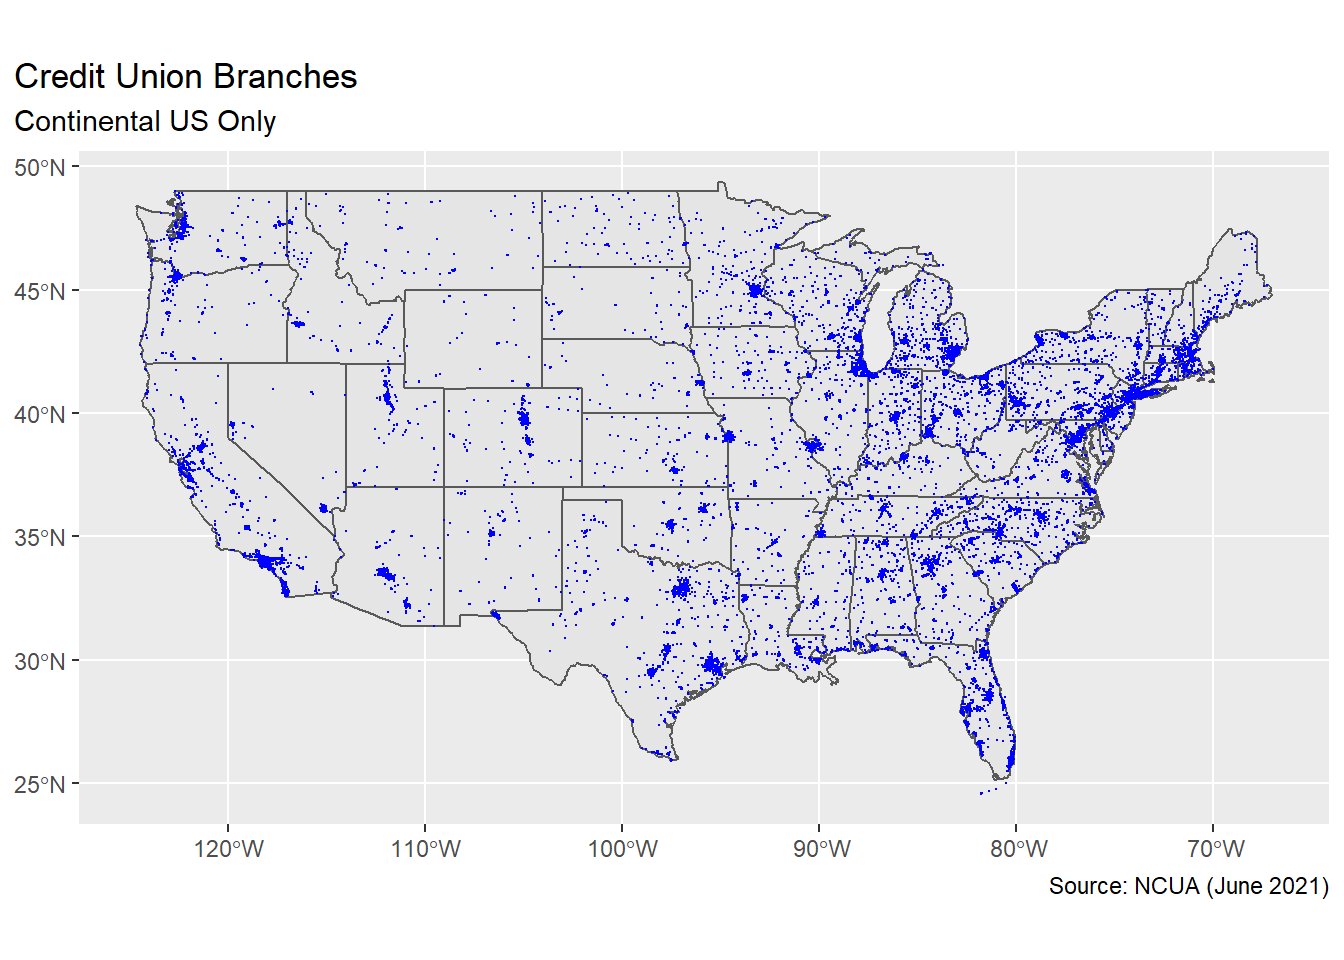 Credit Union Branches
Continental US Only
50°N
45°N
40°N
35°N
30°N
25°N
120°W 110°W 100°W 90°W 80°W 70°W
Source: NCUA (June 2021)